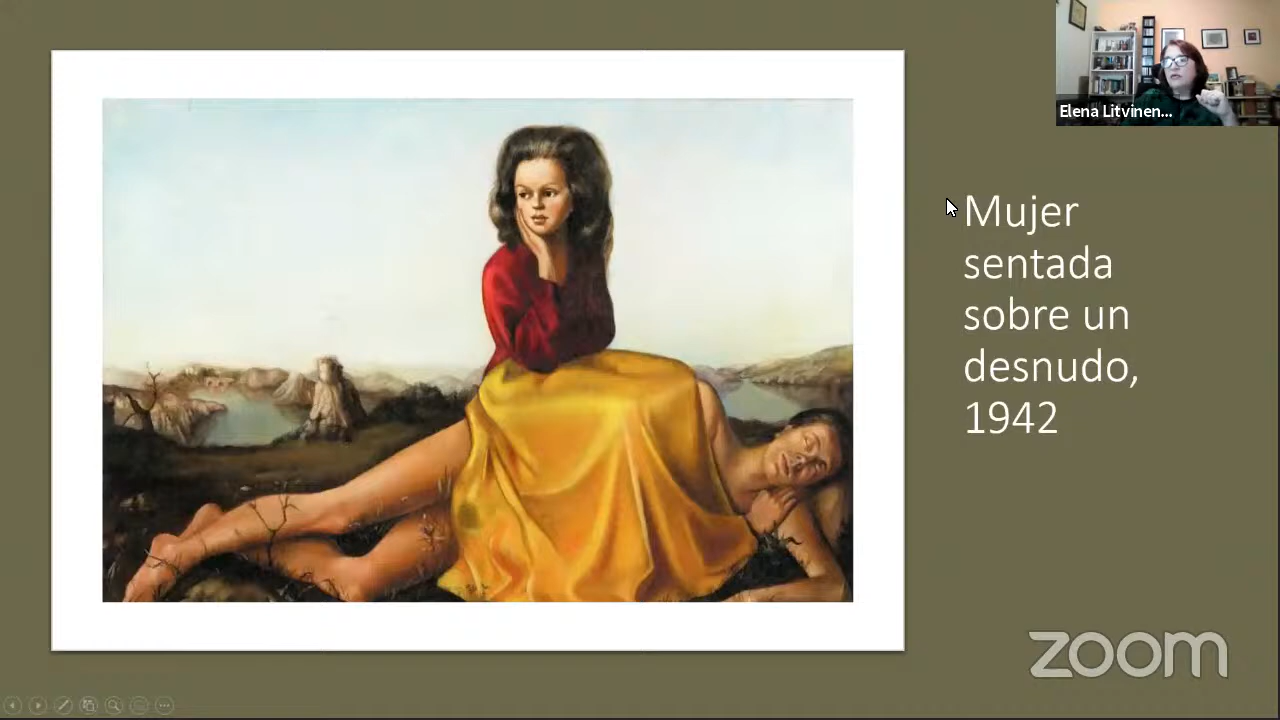 Elena Litvinen...
Mujer
sentada
sobre un
desnudo,
1942
zoom